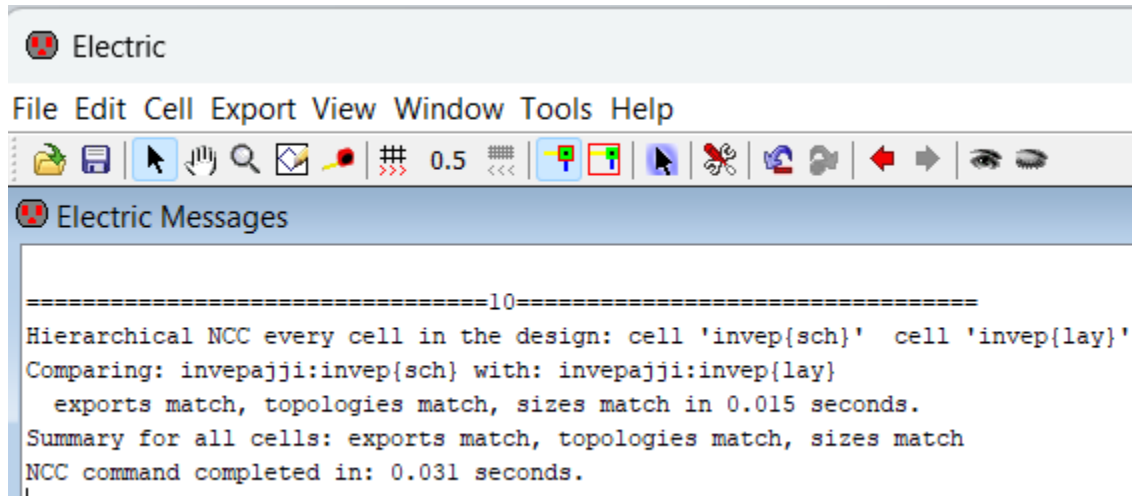 Electric
File Edit Cell Export View Window Tools Help
0.5
Electric Messages
=================================10=================================
Hierarchical NCC every cell in the design: cell 'invep{sch}'  cell 'invep{lay}'
Comparing: invepajji:invep{sch} with: invepajji:invep{lay}
  exports match, topologies match, sizes match in 0.015 seconds.
Summary for all cells: exports match, topologies match, sizes match
NCC command completed in: 0.031 seconds.